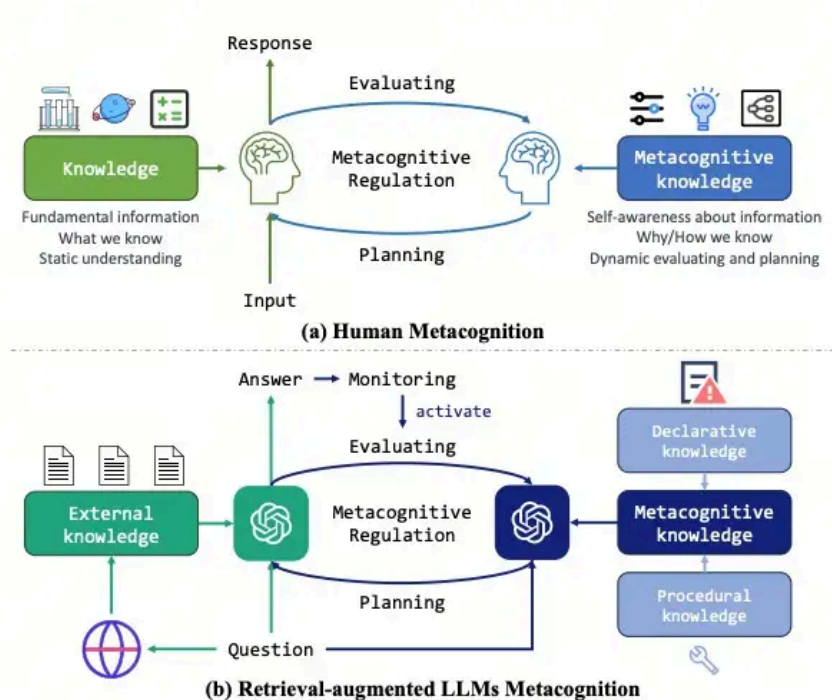 Response
Evaluating
Knowledge
Metacognitive
Regulation
Metacognitive
knowledge
Fundamental information
What we know
Static understanding
Self-awareness about information
Why/How we know
Dynamic evaluating and planning
Planning
Input
(a) Human Metacognition
Answer
Monitoring
activate
Evaluating
Declarative
knowledge
External
knowledge
Metacognitive
Regulation
Metacognitive
knowledge
Planning
Procedural
knowledge
Question
(b) Retrieval-augmented LLMs Metacognition